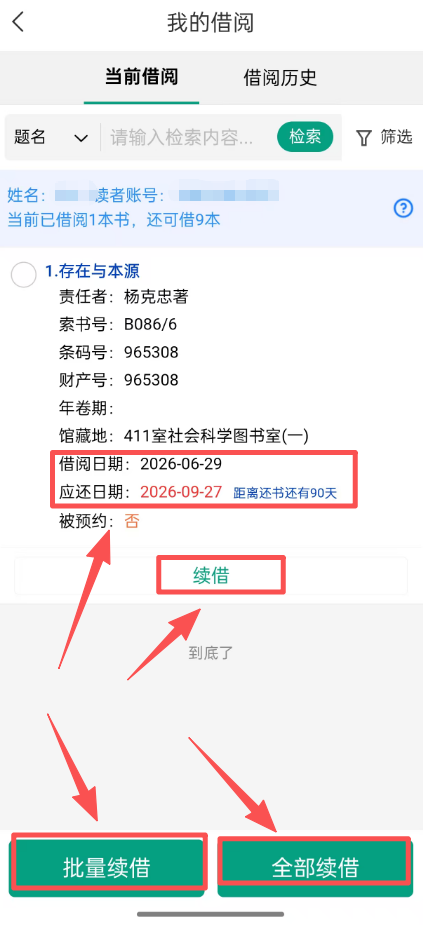 我的借阅
当前借阅 借阅历史
题名 请输入检索内容... 检索 筛选
姓名： 读者账号：
当前已借阅1本书，还可借9本
1.存在与本源
责任者：杨克忠著
索书号：B086/6
条码号：965308
财产号：965308
年卷期：
馆藏地：411室社会科学图书室(一)
借阅日期：2026-06-29
应还日期：2026-09-27 距离还书还有90天
被预约：否
续借
到底了
批量续借 全部续借